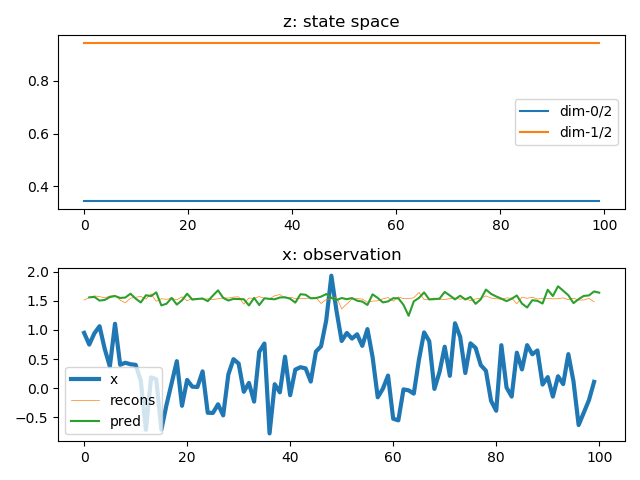 z: state space
0.8
0.6
0.4
dim-0/2
dim-1/2
0 20 40 60 80 100
x: observation
2.0
1.5
1.0
0.5
0.0
−0.5
x
recons
pred
0 20 40 60 80 100